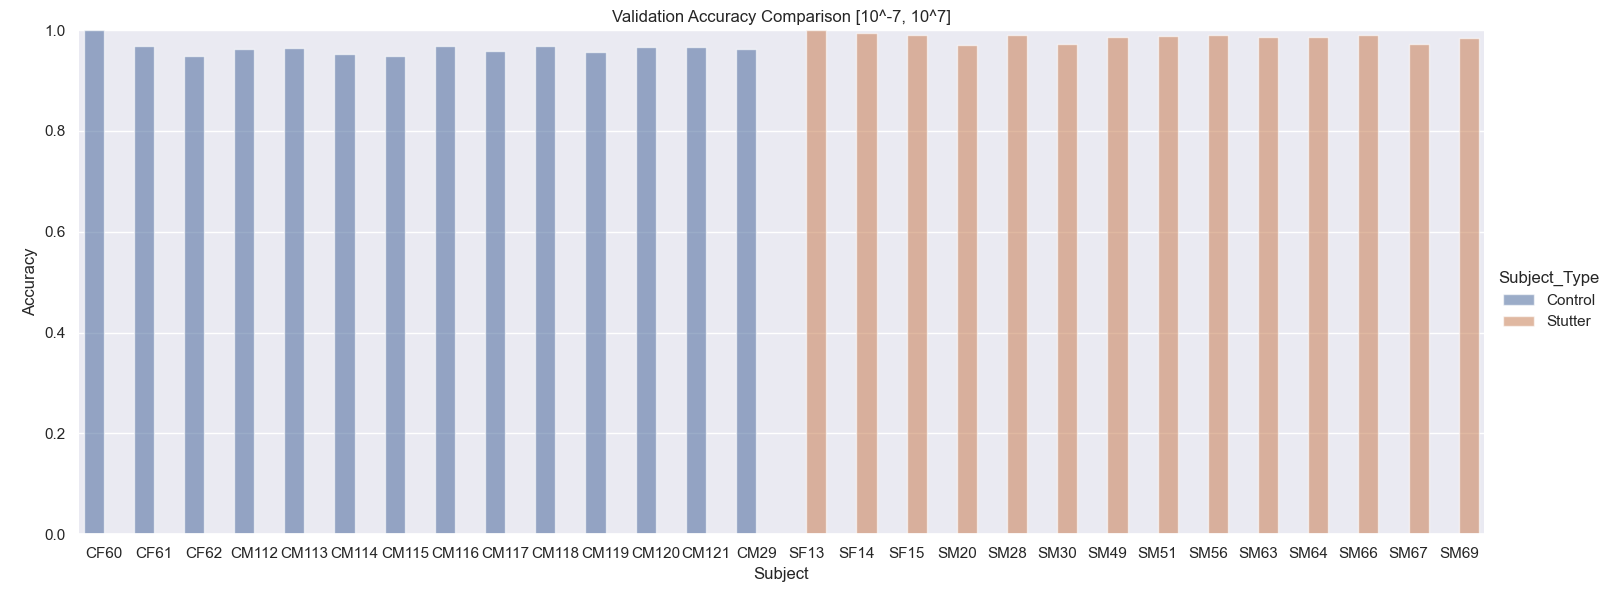 Validation Accuracy Comparison [10^-7, 10^7]
1.0
0.8
0.6
0.4
0.2
0.0
Accuracy
CF60 CF61 CF62 CM112 CM113 CM114 CM115 CM116 CM117 CM118 CM119 CM120 CM121 CM29 SF13 SF14 SF15 SM20 SM28 SM30 SM49 SM51 SM56 SM63 SM64 SM66 SM67 SM69
Subject
Subject_Type
Control
Stutter